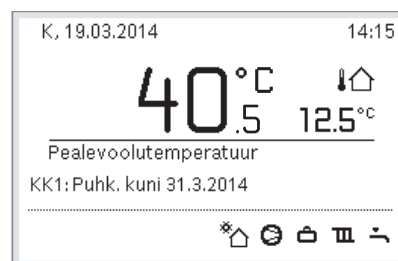 K, 19.03.2014 14:15
40.5 °C
12.5°C
Pealevoolutemperatuur
KK1: Puhk. kuni 31.3.2014